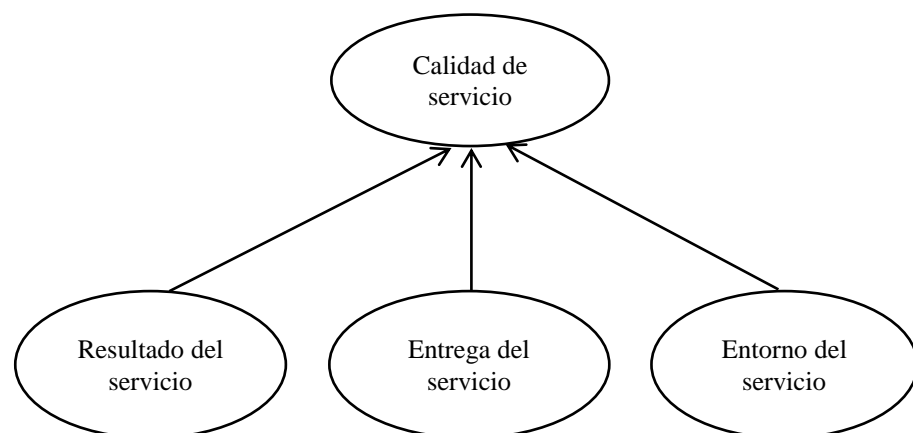 Calidad de
servicio
Resultado del
servicio
Entrega del
servicio
Entorno del
servicio